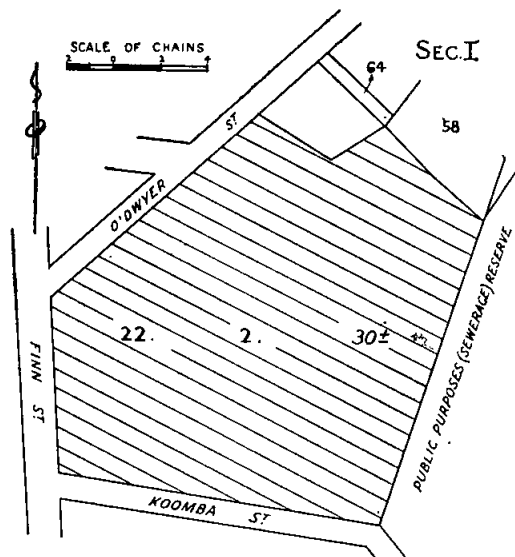 SCALE OF CHAINS
2 0 2 4
SEC. I
64
58
O'DWYER ST
22. 2. 30±
FINN ST.
KOOMBA ST
PUBLIC PURPOSES (SEWERAGE) RESERVE